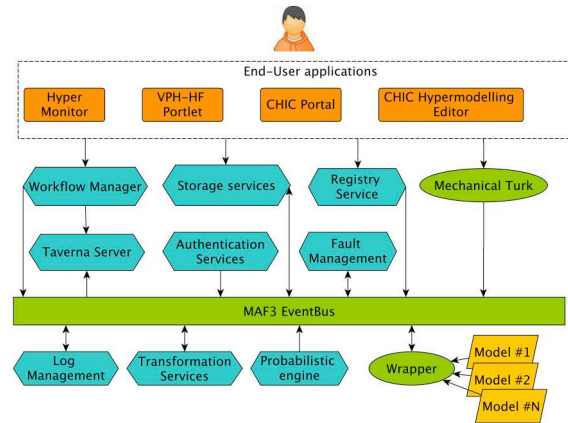 End-User applications
Hyper
Monitor
VPH-HF
Portlet
CHIC Portal
CHIC Hypermodelling
Editor
Workflow Manager
Storage services
Registry
Service
Mechanical Turk
Taverna Server
Authentication
Services
Fault
Management
MAF3 EventBus
Log
Management
Transformation
Services
Probabilistic
engine
Wrapper
Model #1
Model #2
Model #N